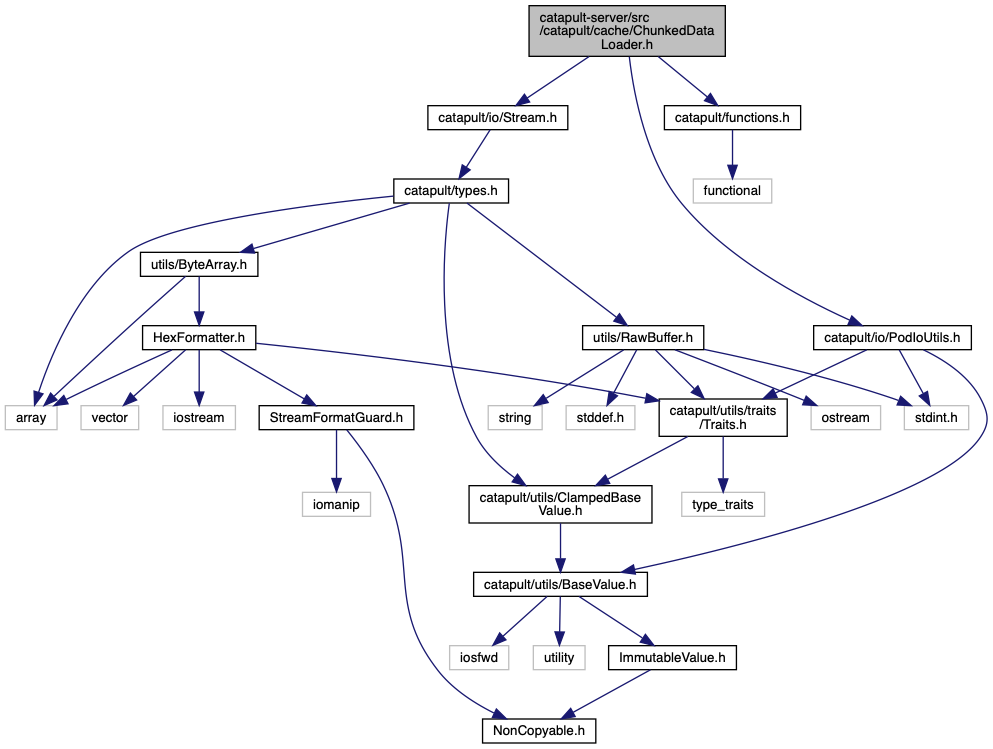 catapult-server/src
/catapult/cache/ChunkedData
Loader.h
catapult/io/Stream.h
catapult/functions.h
catapult/types.h
functional
utils/ByteArray.h
HexFormatter.h
utils/RawBuffer.h
catapult/io/PodIoUtils.h
array
vector
iostream
StreamFormatGuard.h
string
stddef.h
catapult/utils/traits
/Traits.h
ostream
stdint.h
iomanip
catapult/utils/ClampedBase
Value.h
type_traits
catapult/utils/BaseValue.h
iosfwd
utility
ImmutableValue.h
NonCopyable.h